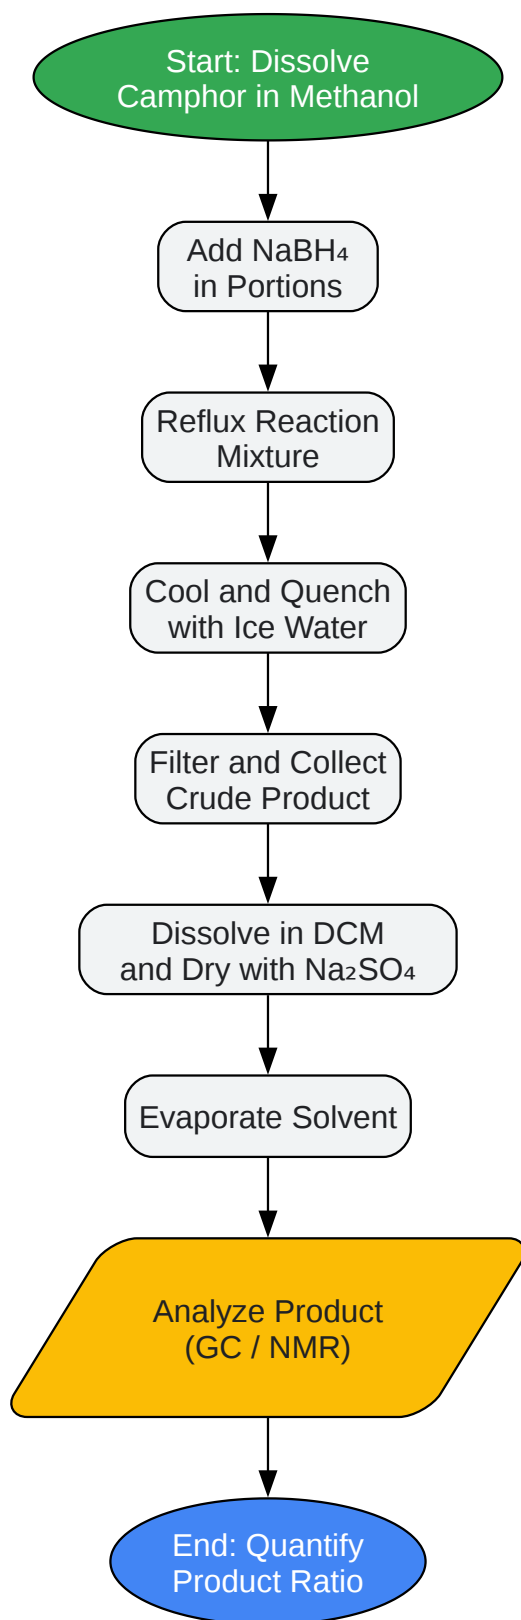 Start: Dissolve
Camphor in Methanol
Add NaBH₄
in Portions
Reflux Reaction
Mixture
Cool and Quench
with Ice Water
Filter and Collect
Crude Product
Dissolve in DCM
and Dry with Na₂SO₄
Evaporate Solvent
Analyze Product
(GC / NMR)
End: Quantify
Product Ratio